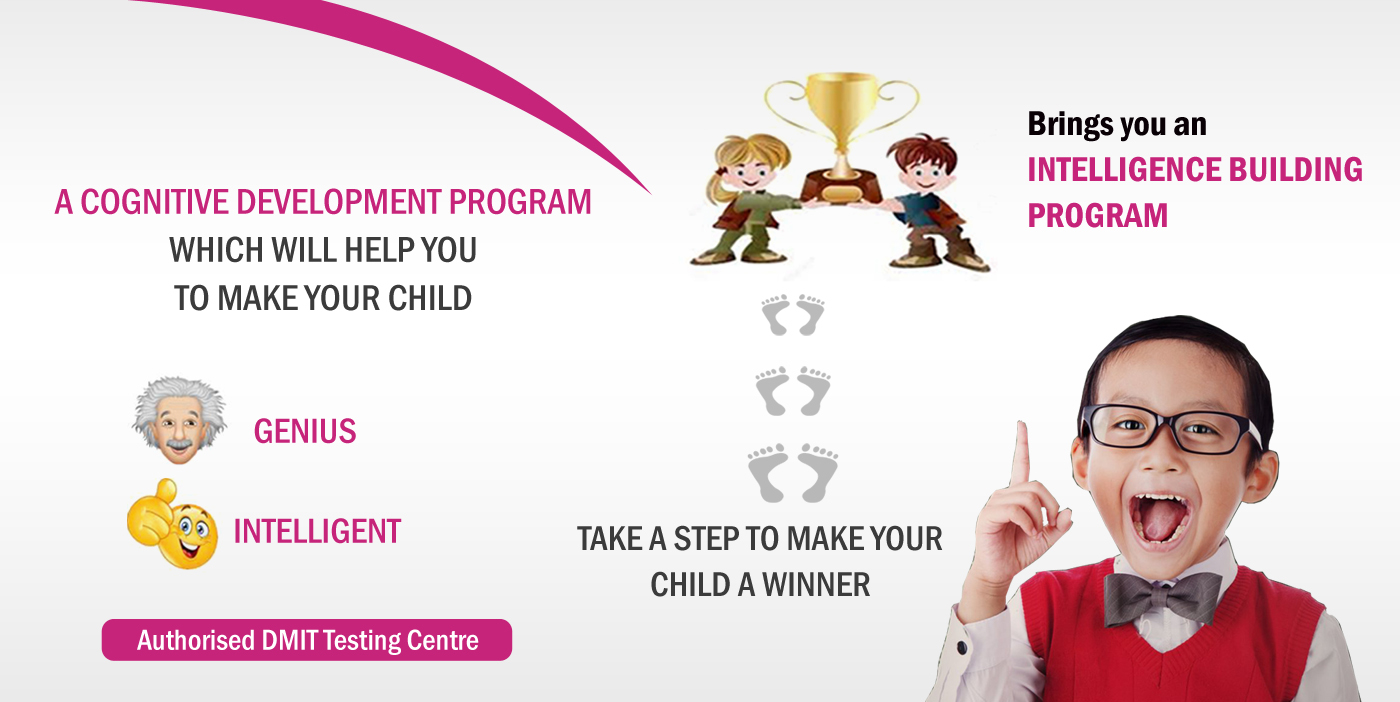 A COGNITIVE DEVELOPMENT PROGRAM
WHICH WILL HELP YOU
TO MAKE YOUR CHILD
GENIUS
INTELLIGENT
Authorised DMIT Testing Centre
TAKE A STEP TO MAKE YOUR
CHILD A WINNER
Brings you an
INTELLIGENCE BUILDING
PROGRAM